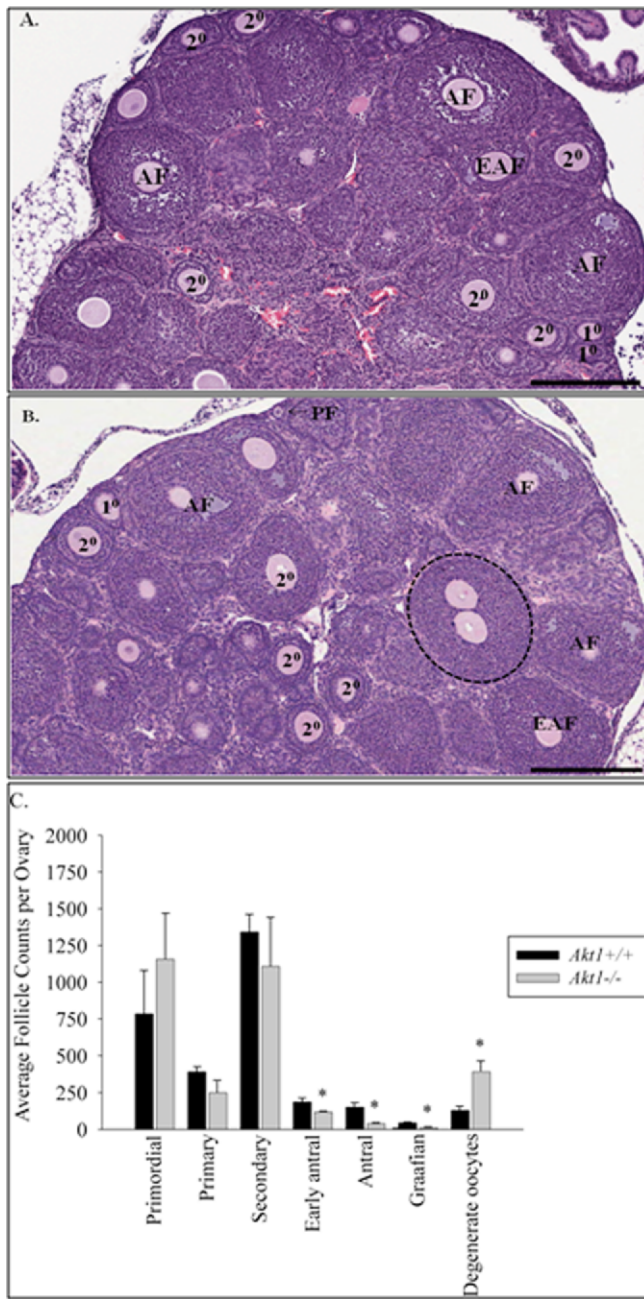 A.
2⁰ 2⁰
AF
AF EAF 2⁰
AF
2⁰ 2⁰
2⁰ 1⁰
1⁰
B. PF
AF AF
1⁰
2⁰
2⁰
2⁰ AF
2⁰
2⁰ EAF
C.
Average Follicle Counts per Ovary
2000
1750
1500
1250
1000
750
500
250
0
* * * *
Primordial
Primary
Secondary
Early antral
Antral
Graafian
Degenerate oocytes
Akt1+/+
Akt1-/-